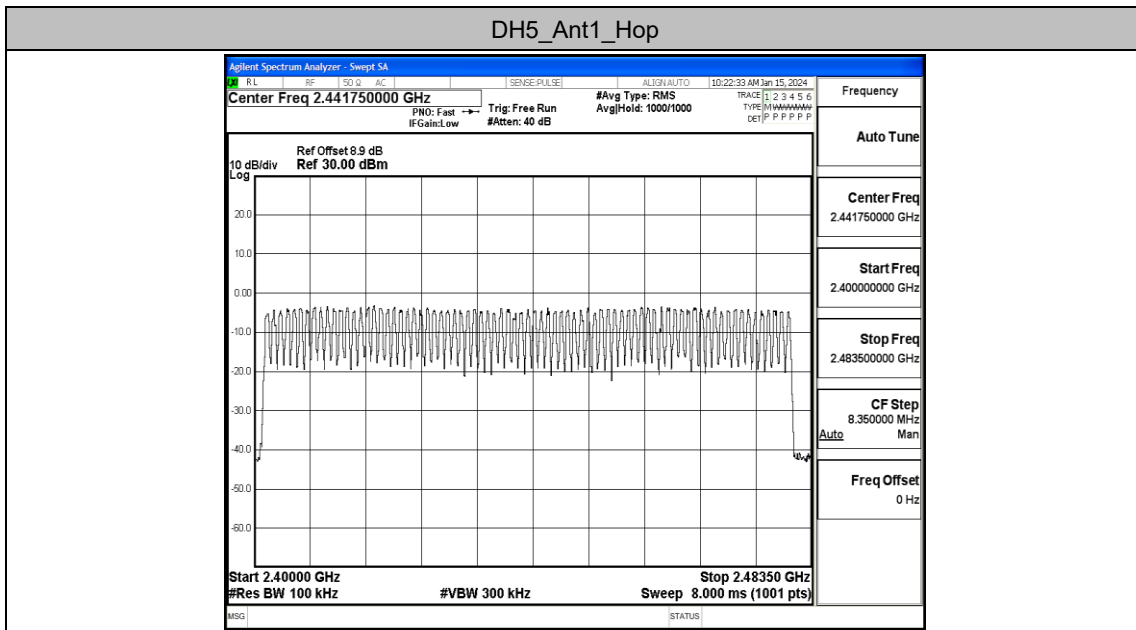 DH5_Ant1_Hop
Agilent Spectrum Analyzer - Swept SA
RL RF 50 Ω AC SENSE:PULSE ALIGN AUTO 10:22:33 AM Jan 15, 2024
Center Freq 2.441750000 GHz
PNO: Fast
IFGain:Low
Trig: Free Run
#Atten: 40 dB
#Avg Type: RMS
Avg|Hold: 1000/1000
TRACE 1 2 3 4 5 6
TYPE M
DET P P P P P P
Ref Offset 8.9 dB
10 dB/div Ref 30.00 dBm
Log
20.0
10.0
0.00
-10.0
-20.0
-30.0
-40.0
-50.0
-60.0
Start 2.40000 GHz Stop 2.48350 GHz
#Res BW 100 kHz #VBW 300 kHz Sweep 8.000 ms (1001 pts)
MSG STATUS
Frequency
Auto Tune
Center Freq
2.441750000 GHz
Start Freq
2.400000000 GHz
Stop Freq
2.483500000 GHz
CF Step
8.350000 MHz
Auto Man
Freq Offset
0 Hz